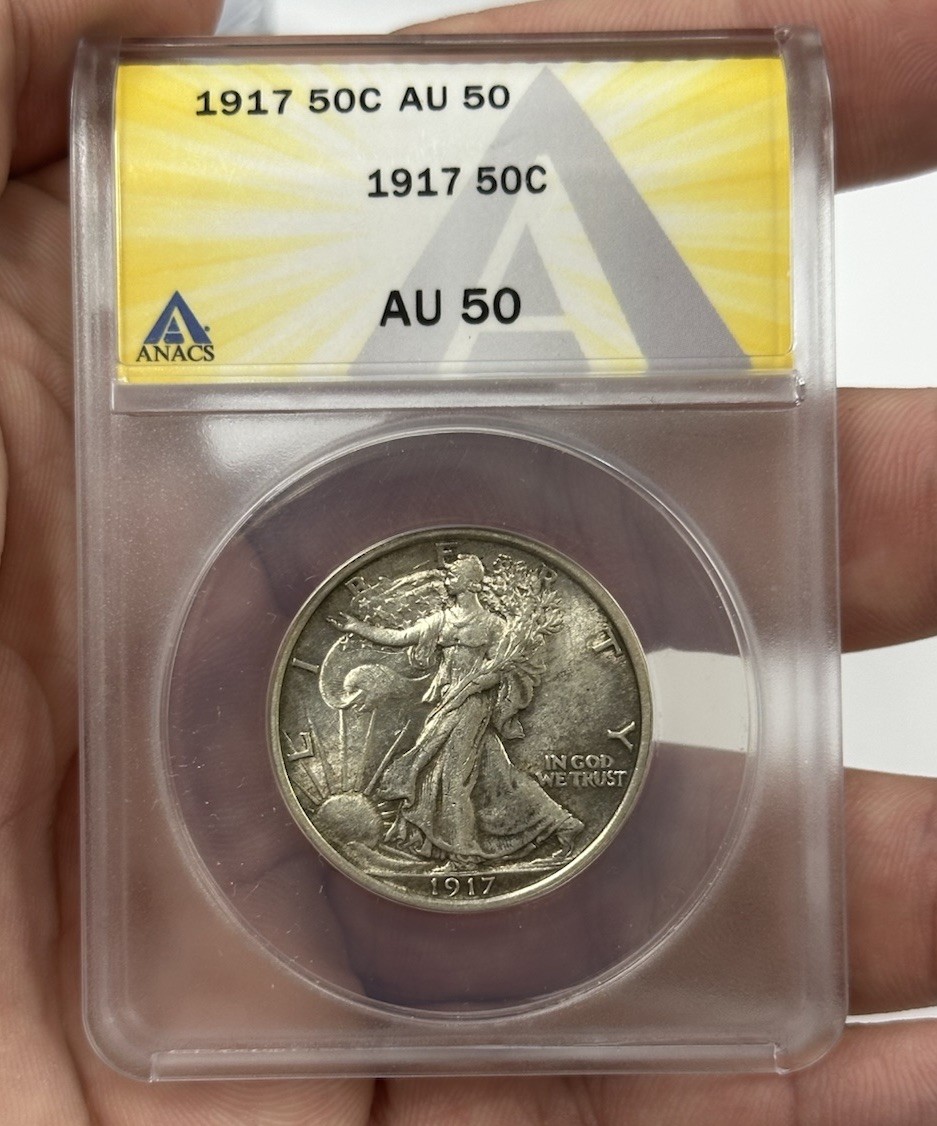 1917 50C AU 50
1917 50C
AU 50
ANACS
LIBERTY
IN GOD
WE TRUST
1917